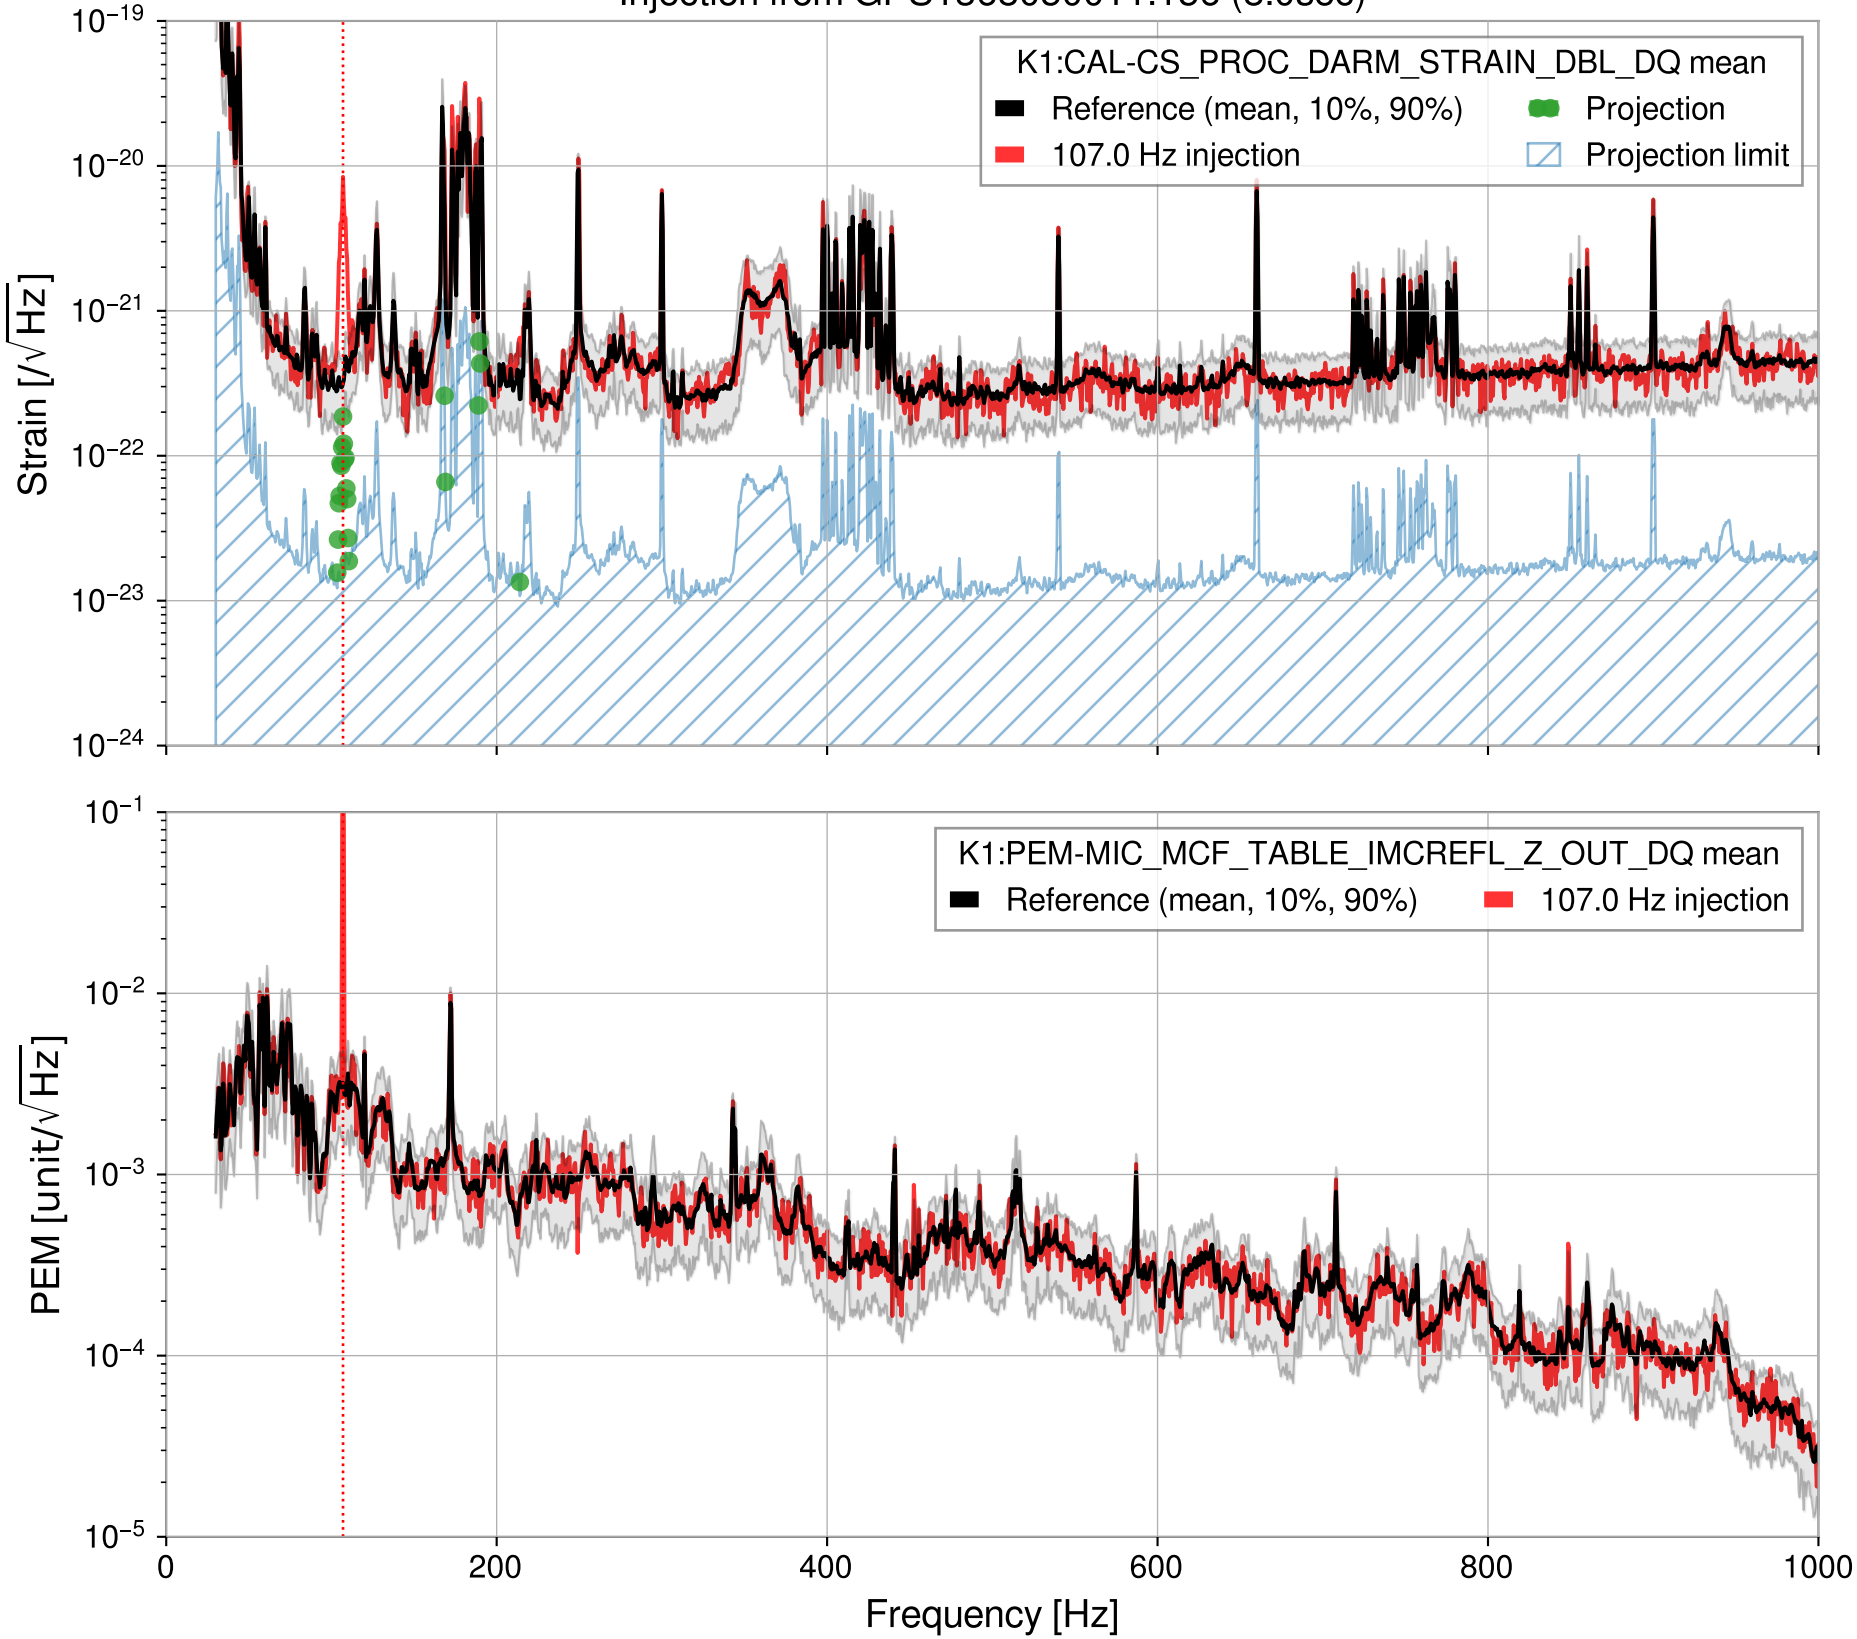 10⁻¹⁹
K1:CAL-CS_PROC_DARM_STRAIN_DBL_DQ mean
Reference (mean, 10%, 90%) Projection
107.0 Hz injection Projection limit
10⁻²⁰
10⁻²¹
10⁻²²
10⁻²³
10⁻²⁴
Strain [/√Hz]
10⁻¹
K1:PEM-MIC_MCF_TABLE_IMCREFL_Z_OUT_DQ mean
Reference (mean, 10%, 90%) 107.0 Hz injection
10⁻²
10⁻³
10⁻⁴
10⁻⁵
PEM [unit/√Hz]
0 200 400 600 800 1000
Frequency [Hz]